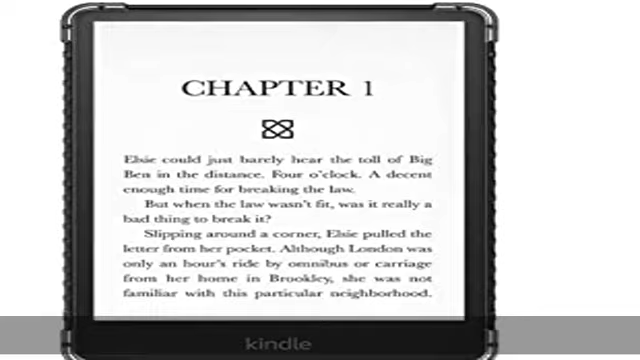 CHAPTER 1
Elsie could just barely hear the toll of Big
Ben in the distance. Four o'clock. A decent
enough time for breaking the law.
But when the law wasn't fit, was it really a
bad thing to break it?
Slipping around a corner, Elsie pulled the
letter from her pocket. Although London was
only an hour's ride by omnibus or carriage
from her home in Brookley, she was not
familiar with this particular neighborhood.
kindle